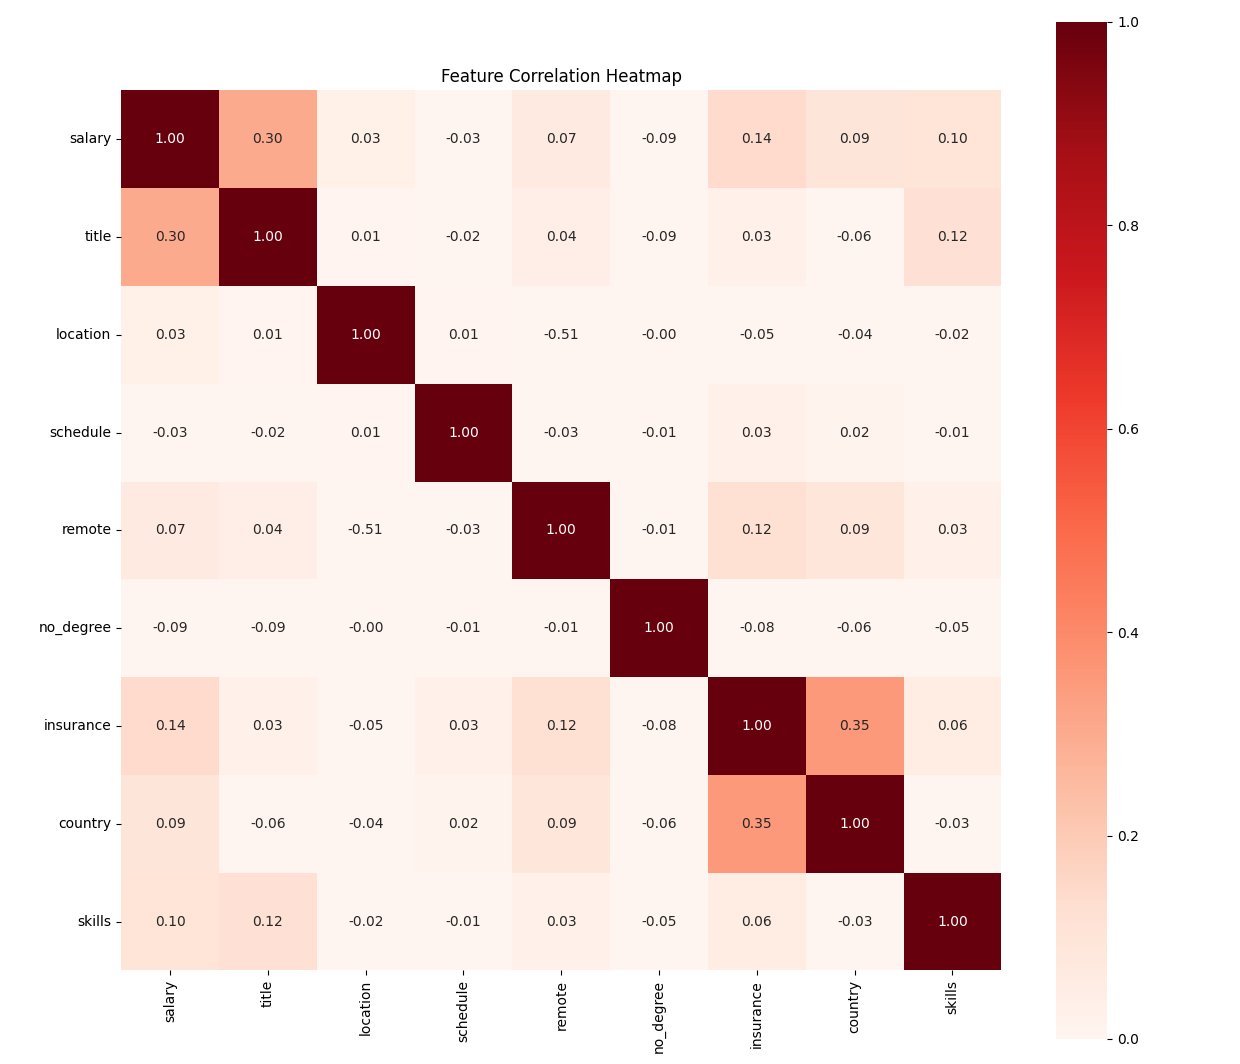 Feature Correlation Heatmap
salary 1.00 0.30 0.03 -0.03 0.07 -0.09 0.14 0.09 0.10
title 0.30 1.00 0.01 -0.02 0.04 -0.09 0.03 -0.06 0.12
location 0.03 0.01 1.00 0.01 -0.51 -0.00 -0.05 -0.04 -0.02
schedule -0.03 -0.02 0.01 1.00 -0.03 -0.01 0.03 0.02 -0.01
remote 0.07 0.04 -0.51 -0.03 1.00 -0.01 0.12 0.09 0.03
no_degree -0.09 -0.09 -0.00 -0.01 -0.01 1.00 -0.08 -0.06 -0.05
insurance 0.14 0.03 -0.05 0.03 0.12 -0.08 1.00 0.35 0.06
country 0.09 -0.06 -0.04 0.02 0.09 -0.06 0.35 1.00 -0.03
skills 0.10 0.12 -0.02 -0.01 0.03 -0.05 0.06 -0.03 1.00
salary title location schedule remote no_degree insurance country skills
1.0
0.8
0.6
0.4
0.2
0.0